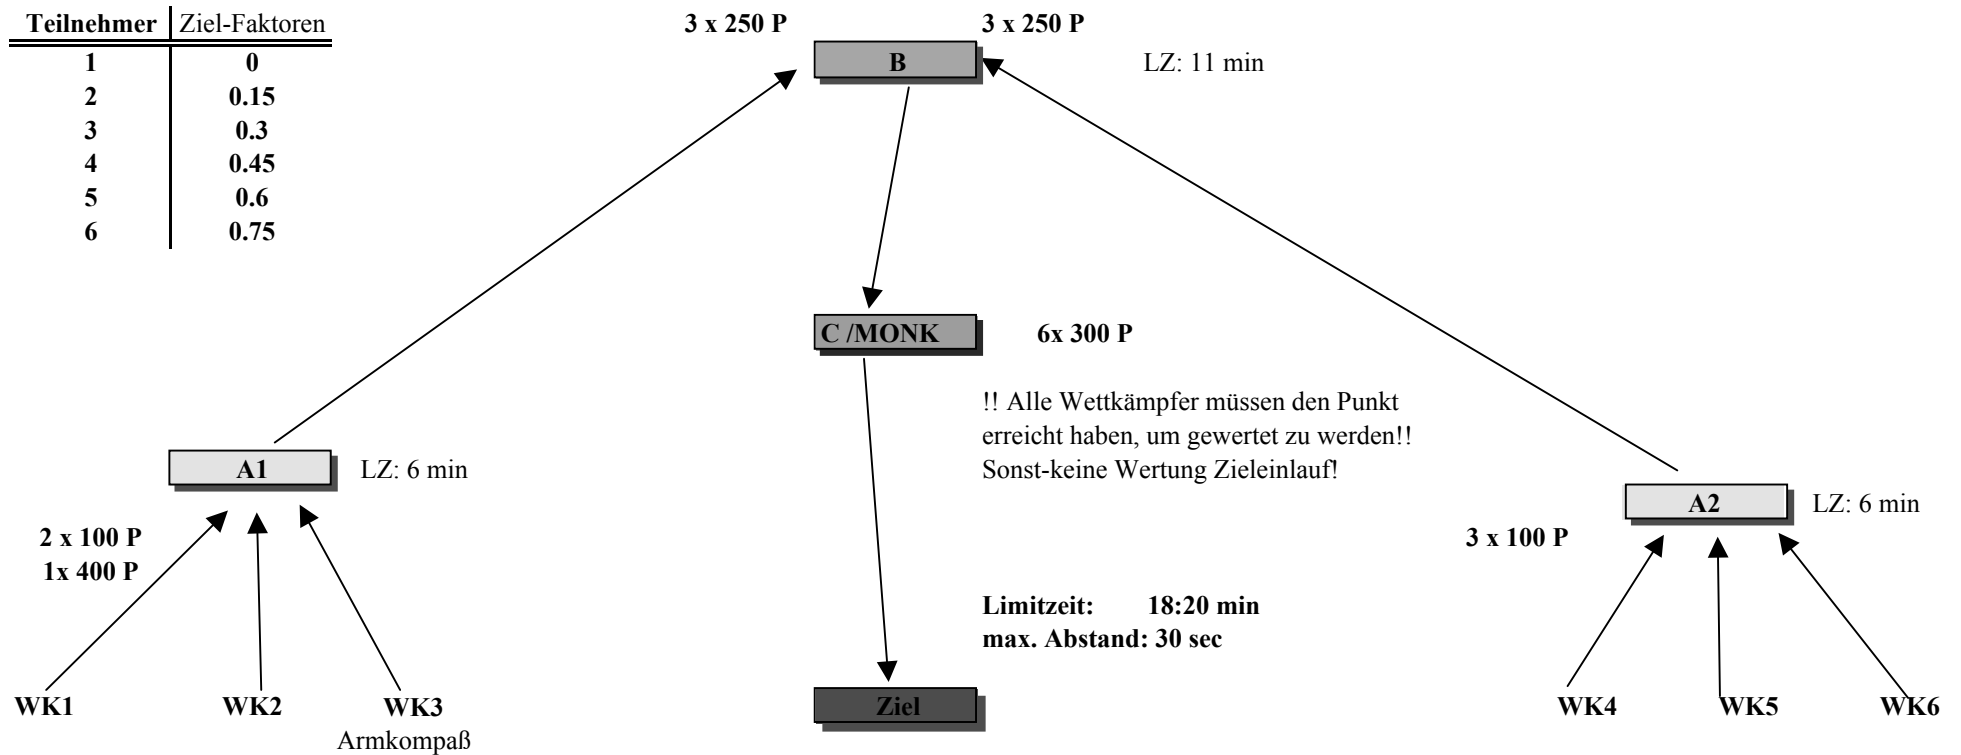 Teilnehmer Ziel-Faktoren
1 0
2 0.15
3 0.3
4 0.45
5 0.6
6 0.75
3 x 250 P 3 x 250 P
B
LZ: 11 min
C /MONK
6x 300 P
!! Alle Wettkämpfer müssen den Punkt
erreicht haben, um gewertet zu werden!!
Sonst-keine Wertung Zieleinlauf!
A1
LZ: 6 min
2 x 100 P
1x 400 P
A2
LZ: 6 min
3 x 100 P
Limitzeit: 18:20 min
max. Abstand: 30 sec
WK1
WK2
WK3
Armkompaß
Ziel
WK4
WK5
WK6